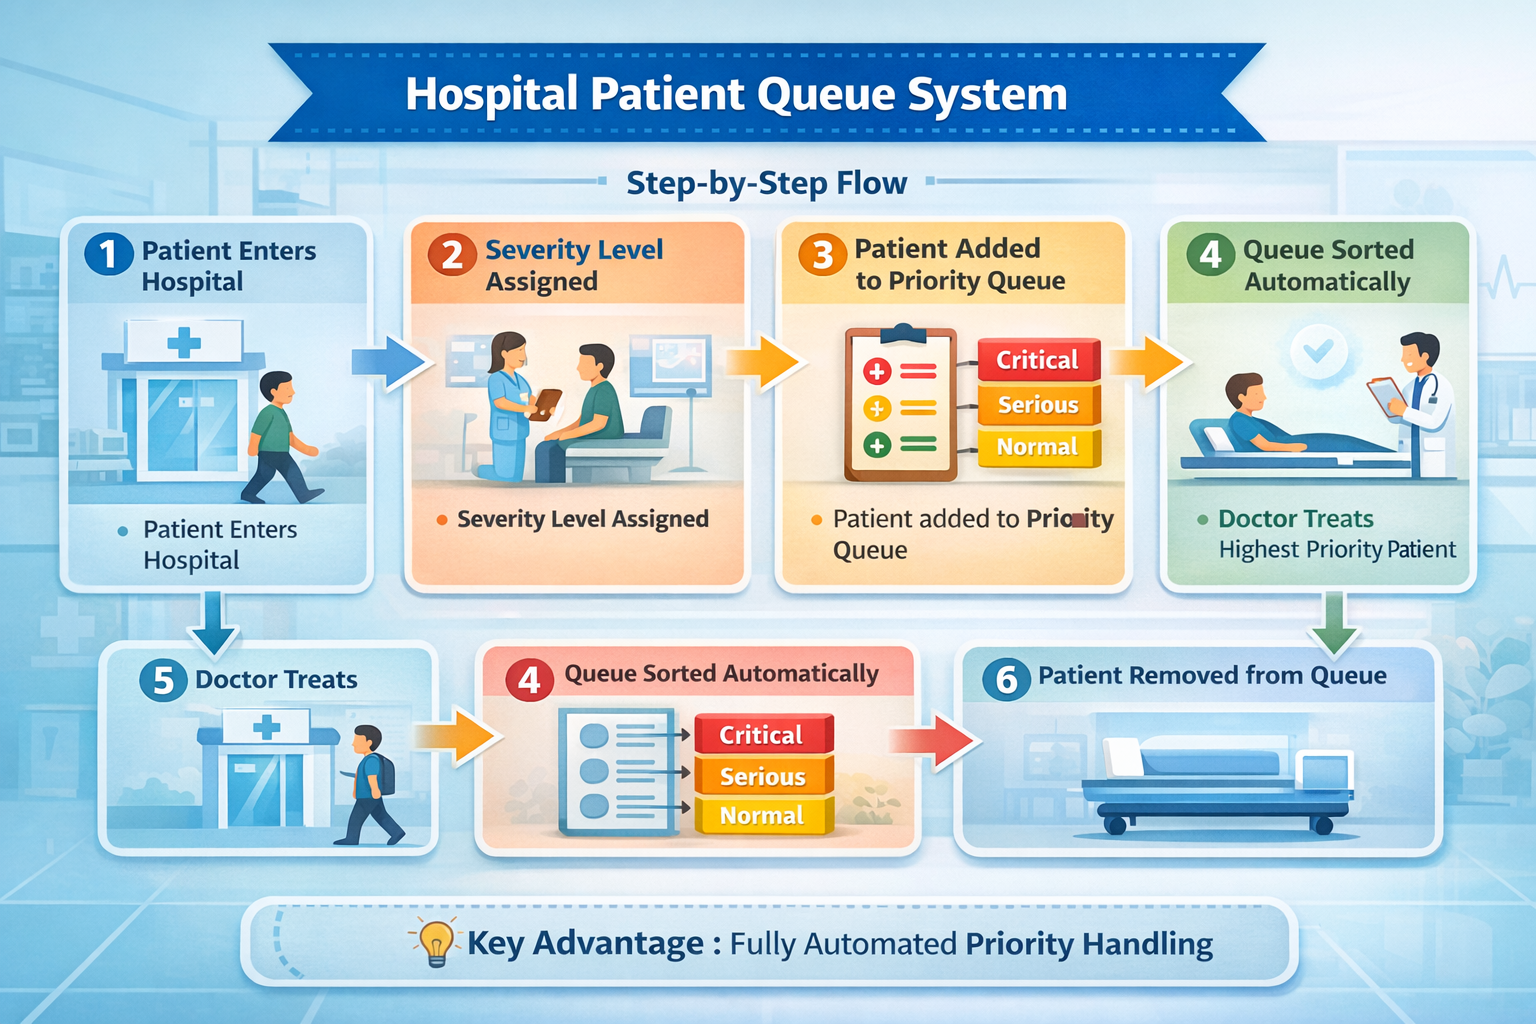 Hospital Patient Queue System
Step-by-Step Flow
1 Patient Enters
Hospital
Patient Enters
Hospital
2 Severity Level
Assigned
Severity Level Assigned
3 Patient Added
to Priority Queue
Critical
Serious
Normal
Patient added to Priority
Queue
4 Queue Sorted
Automatically
Doctor Treats
Highest Priority Patient
5 Doctor Treats
4 Queue Sorted Automatically
Critical
Serious
Normal
6 Patient Removed from Queue
Key Advantage : Fully Automated Priority Handling